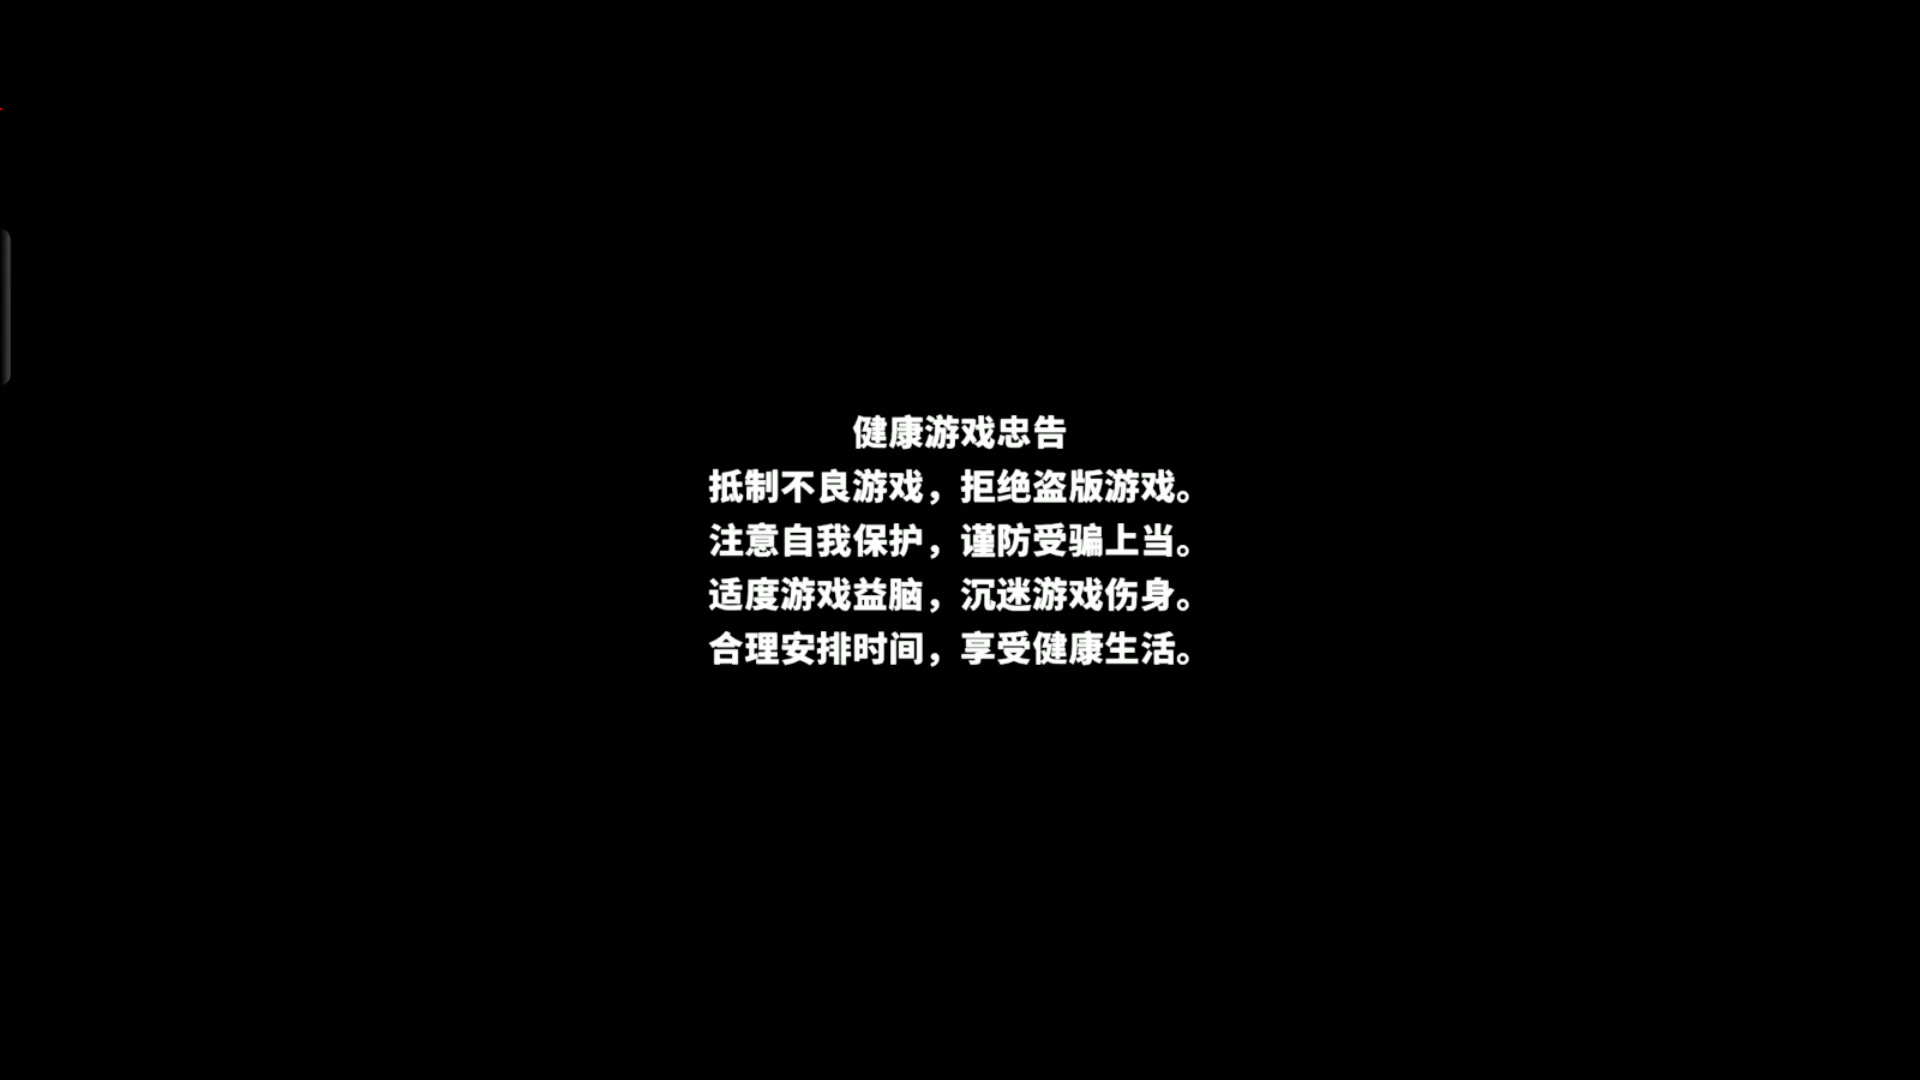 健康游戏忠告
抵制不良游戏，拒绝盗版游戏。
注意自我保护，谨防受骗上当。
适度游戏益脑，沉迷游戏伤身。
合理安排时间，享受健康生活。